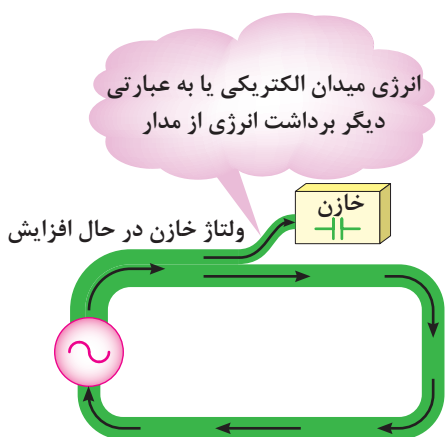 انرژی میدان الکتریکی یا به عبارتی
دیگر برداشت انرژی از مدار
خازن
ولتاژ خازن در حال افزایش